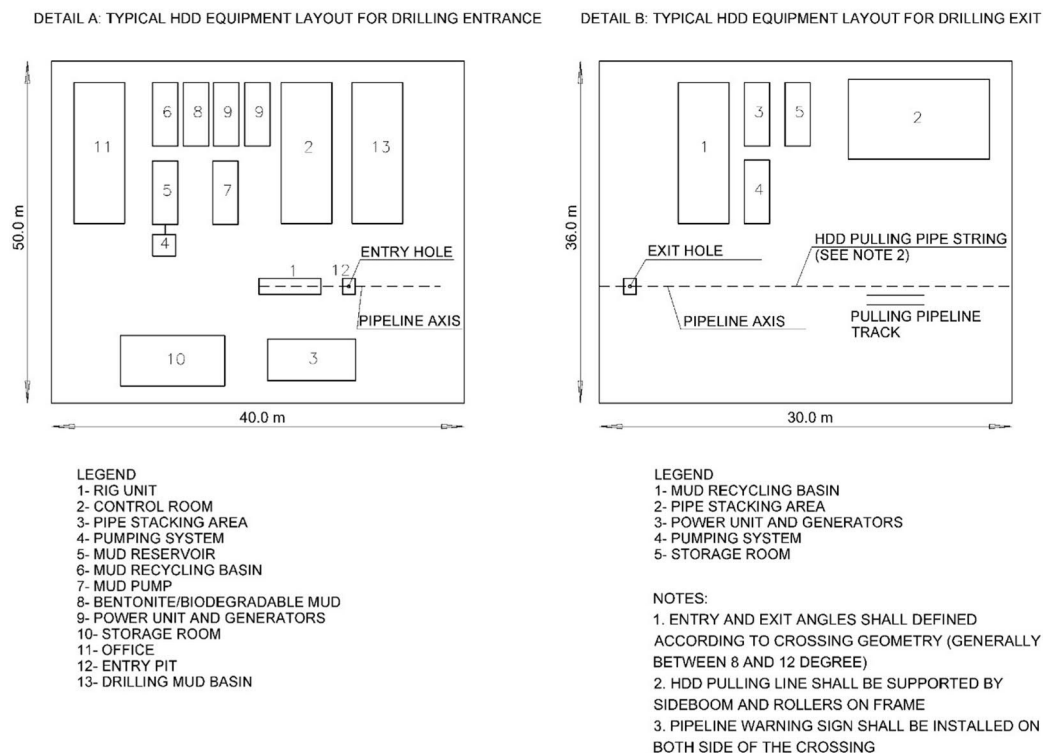 DETAIL A: TYPICAL HDD EQUIPMENT LAYOUT FOR DRILLING ENTRANCE
11
6
8
9
9
2
13
5
7
4
50.0 m
ENTRY HOLE
1
12
PIPELINE AXIS
10
3
40.0 m
LEGEND
1- RIG UNIT
2- CONTROL ROOM
3- PIPE STACKING AREA
4- PUMPING SYSTEM
5- MUD RESERVOIR
6- MUD RECYCLING BASIN
7- MUD PUMP
8- BENTONITE/BIODEGRADABLE MUD
9- POWER UNIT AND GENERATORS
10- STORAGE ROOM
11- OFFICE
12- ENTRY PIT
13- DRILLING MUD BASIN
DETAIL B: TYPICAL HDD EQUIPMENT LAYOUT FOR DRILLING EXIT
1
3
5
2
4
36.0 m
EXIT HOLE
HDD PULLING PIPE STRING
(SEE NOTE 2)
PIPELINE AXIS
PULLING PIPELINE
TRACK
30.0 m
LEGEND
1- MUD RECYCLING BASIN
2- PIPE STACKING AREA
3- POWER UNIT AND GENERATORS
4- PUMPING SYSTEM
5- STORAGE ROOM
NOTES:
1. ENTRY AND EXIT ANGLES SHALL DEFINED
ACCORDING TO CROSSING GEOMETRY (GENERALLY
BETWEEN 8 AND 12 DEGREE)
2. HDD PULLING LINE SHALL BE SUPPORTED BY
SIDEBOOM AND ROLLERS ON FRAME
3. PIPELINE WARNING SIGN SHALL BE INSTALLED ON
BOTH SIDE OF THE CROSSING